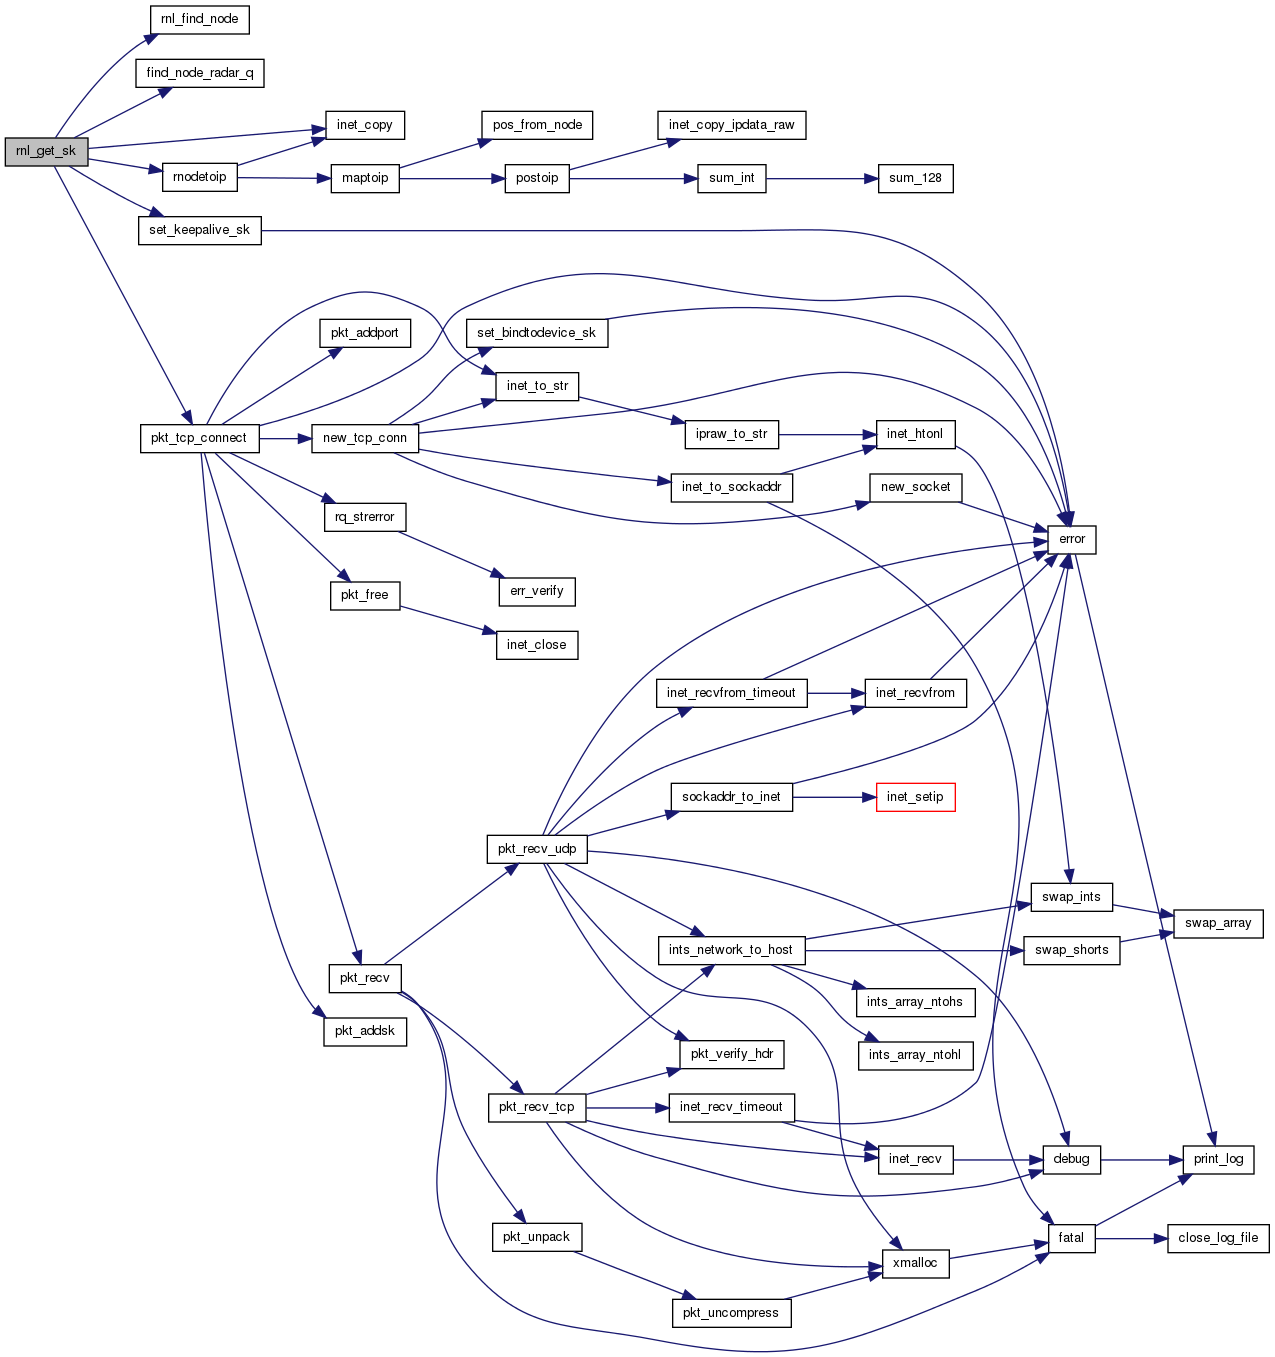 rnl_find_node
find_node_radar_q
inet_copy
pos_from_node
inet_copy_ipdata_raw
rnl_get_sk
rnodetoip
maptoip
postoip
sum_int
sum_128
set_keepalive_sk
pkt_addport
set_bindtodevice_sk
inet_to_str
pkt_tcp_connect
new_tcp_conn
ipraw_to_str
inet_htonl
inet_to_sockaddr
new_socket
rq_strerror
error
pkt_free
err_verify
inet_close
inet_recvfrom_timeout
inet_recvfrom
sockaddr_to_inet
inet_setip
pkt_recv_udp
swap_ints
swap_array
ints_network_to_host
swap_shorts
pkt_recv
ints_array_ntohs
pkt_addsk
pkt_verify_hdr
ints_array_ntohl
pkt_recv_tcp
inet_recv_timeout
inet_recv
debug
print_log
pkt_unpack
fatal
close_log_file
xmalloc
pkt_uncompress